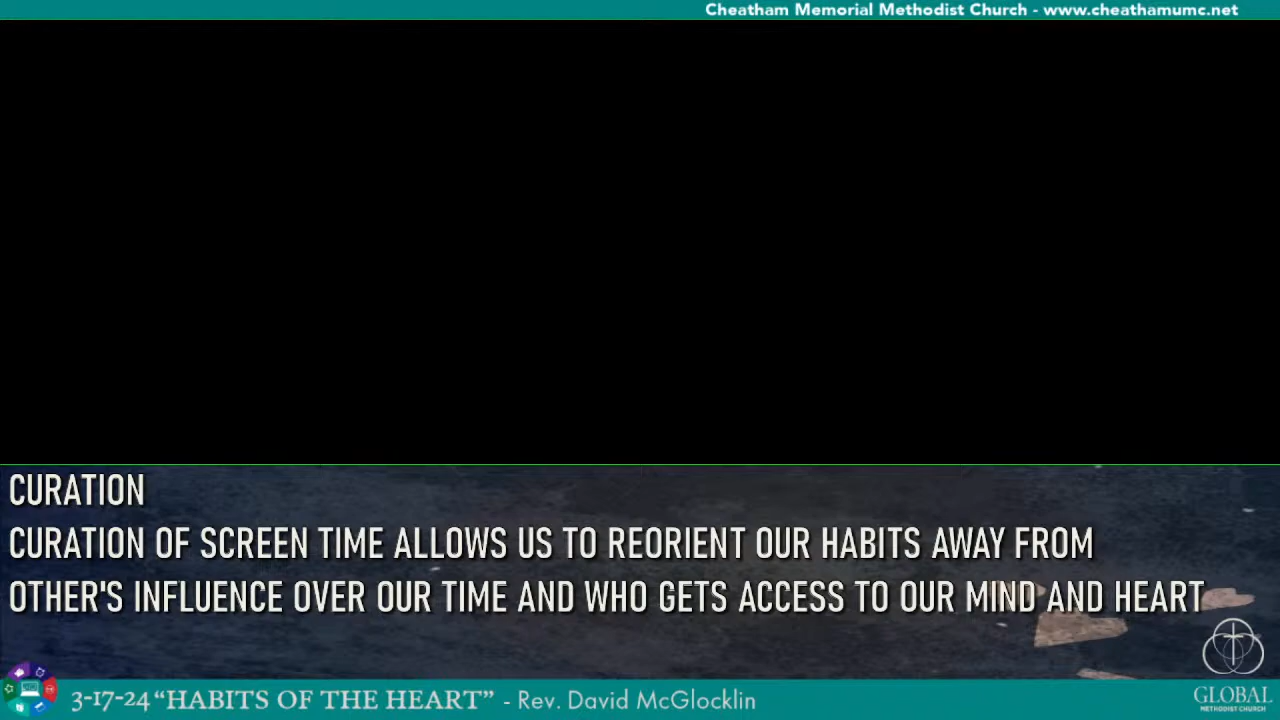 Cheatham Memorial Methodist Church - www.cheathamumc.net
CURATION
CURATION OF SCREEN TIME ALLOWS US TO REORIENT OUR HABITS AWAY FROM
OTHER'S INFLUENCE OVER OUR TIME AND WHO GETS ACCESS TO OUR MIND AND HEART
3-17-24 “HABITS OF THE HEART” - Rev. David McGlocklin
GLOBAL
METHODIST CHURCH